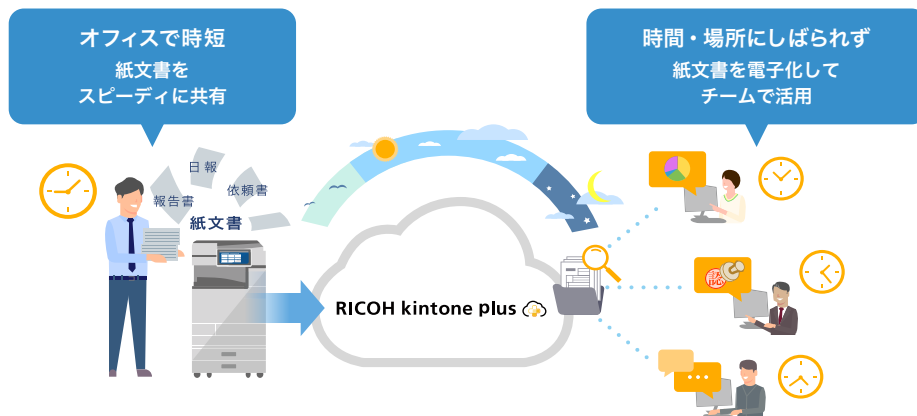 オフィスで時短
紙文書を
スピーディに共有
時間・場所にしばられず
紙文書を電子化して
チームで活用
日報
報告書
依頼書
紙文書
RICOH kintone plus
認